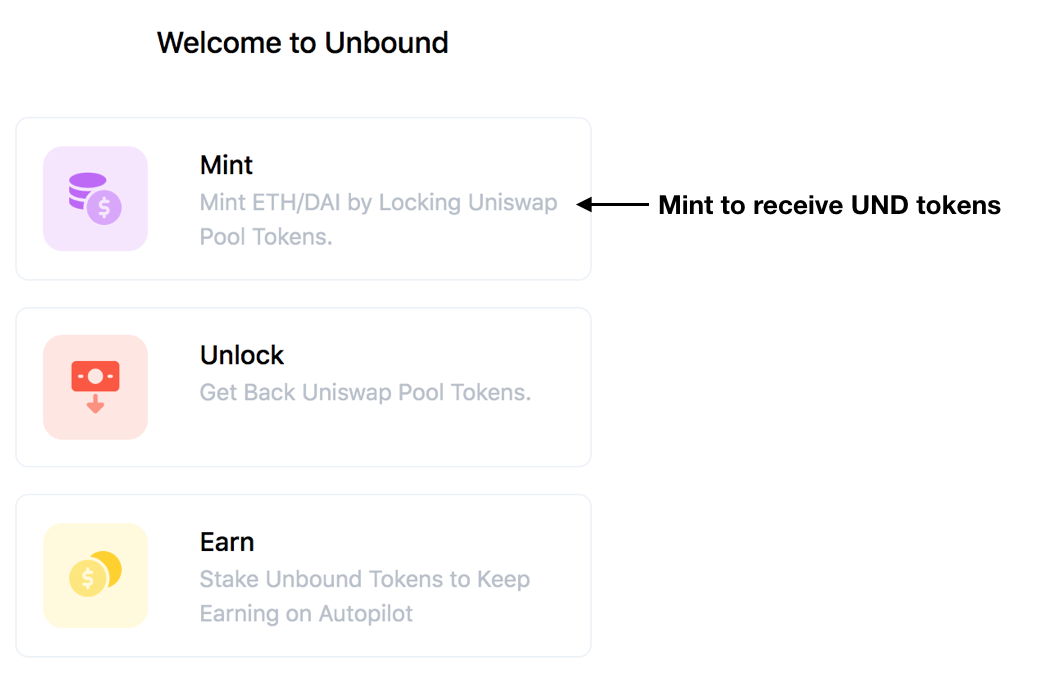 Welcome to Unbound
Mint
Mint ETH/DAI by Locking Uniswap
Pool Tokens.
Mint to receive UND tokens
$
Unlock
Get Back Uniswap Pool Tokens.
Earn
Stake Unbound Tokens to Keep
Earning on Autopilot
$